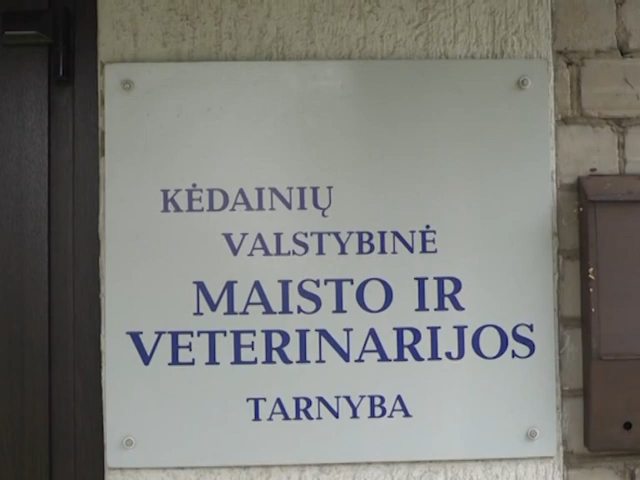 KĖDAINIŲ
VALSTYBINĖ
MAISTO IR
VETERINARIJOS
TARNYBA